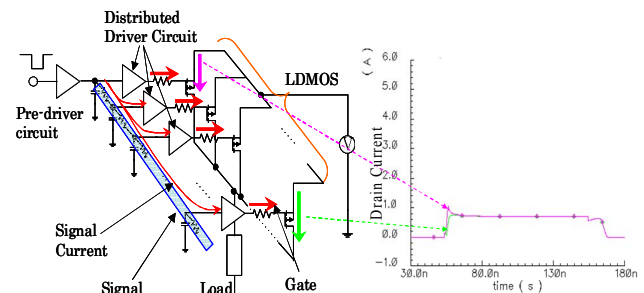 Distributed
Driver Circuit
Pre-driver
circuit
LDMOS
V
Signal
Current
Signal
Load
Gate
Drain Current
( A )
6.0
5.0
4.0
3.0
2.0
1.0
0.0
-1.0
30.0n
80.0n
130n
180n
time ( s )